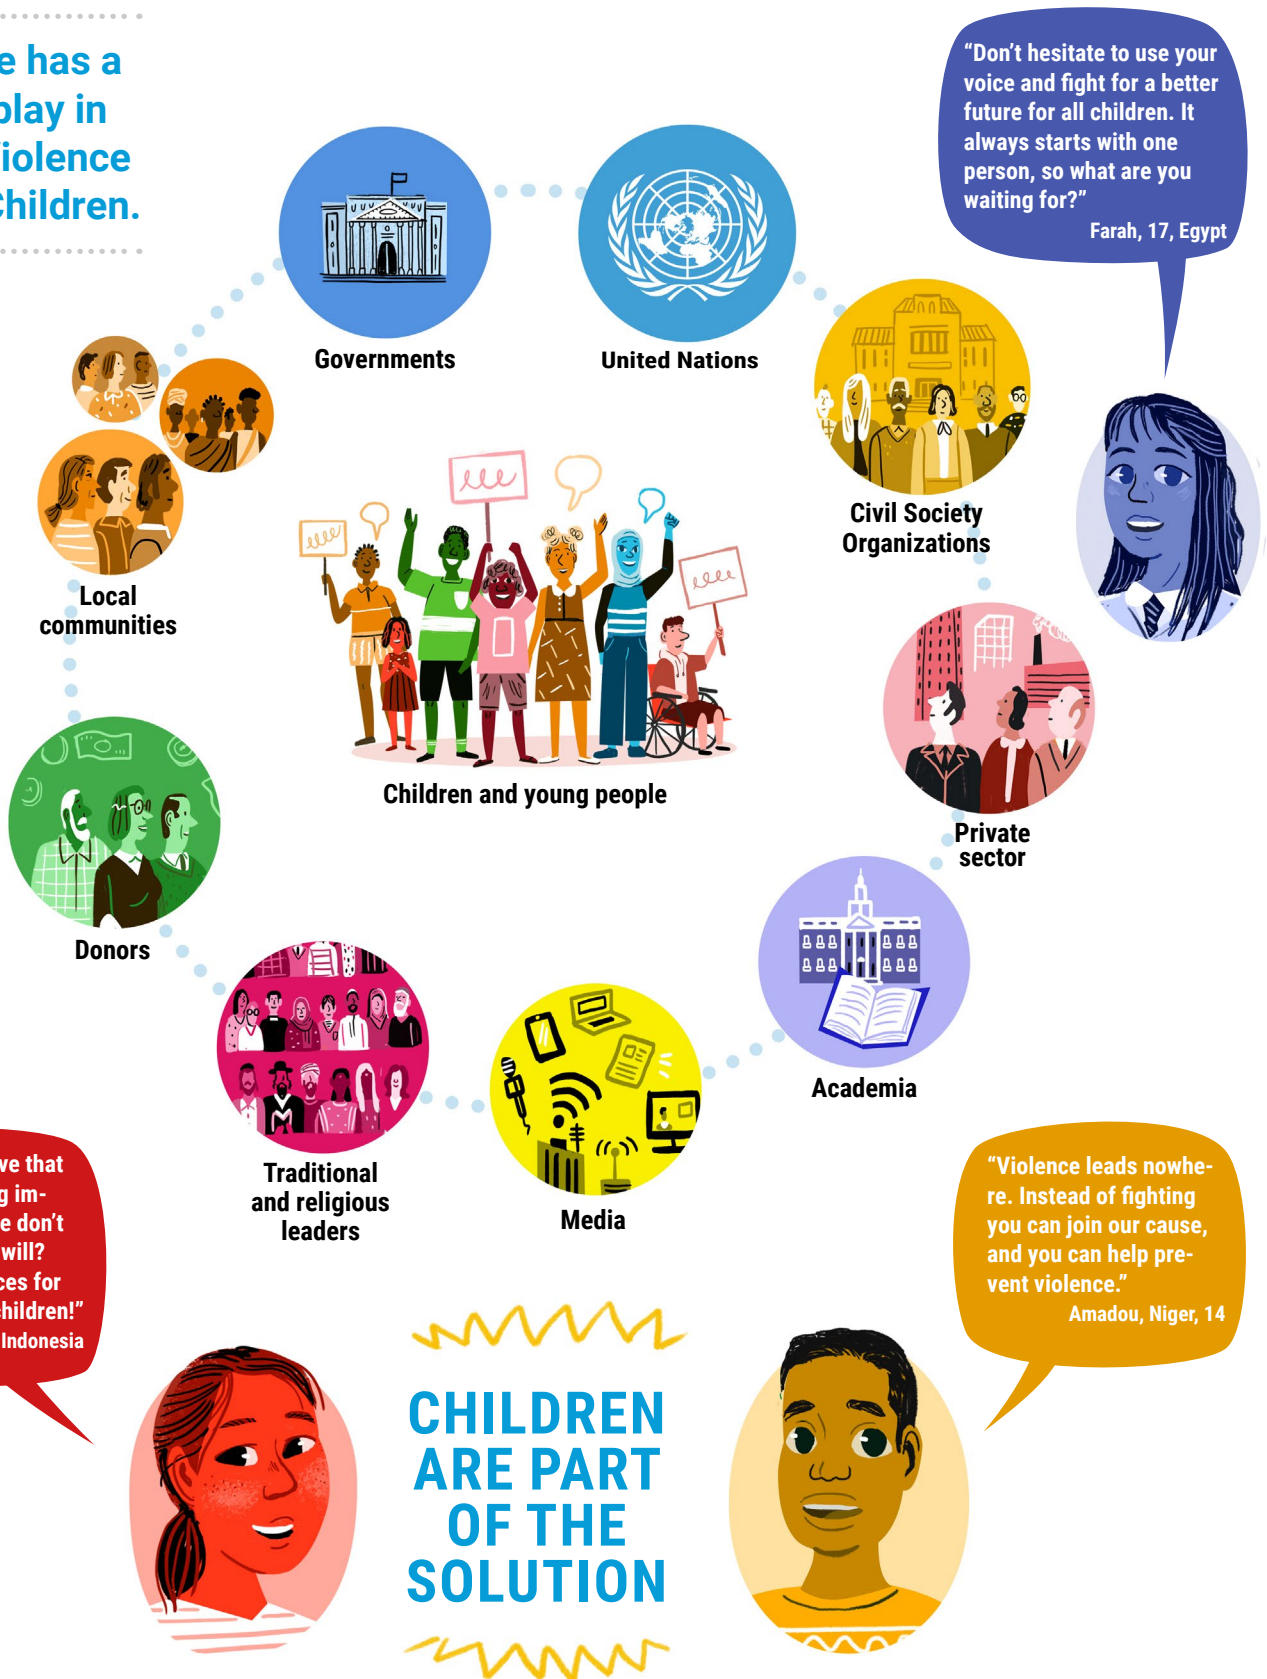 e has a
play in
Violence
Children.
“Don’t hesitate to use your
voice and fight for a better
future for all children. It
always starts with one
person, so what are you
waiting for?”
Farah, 17, Egypt
Governments
United Nations
Civil Society
Organizations
Local
communities
Children and young people
Private
sector
Donors
Academia
Traditional
and religious
leaders
Media
ve that
g im-
e don’t
will?
ces for
children!”
Indonesia
“Violence leads nowhe-
re. Instead of fighting
you can join our cause,
and you can help pre-
vent violence.”
Amadou, Niger, 14
CHILDREN
ARE PART
OF THE
SOLUTION